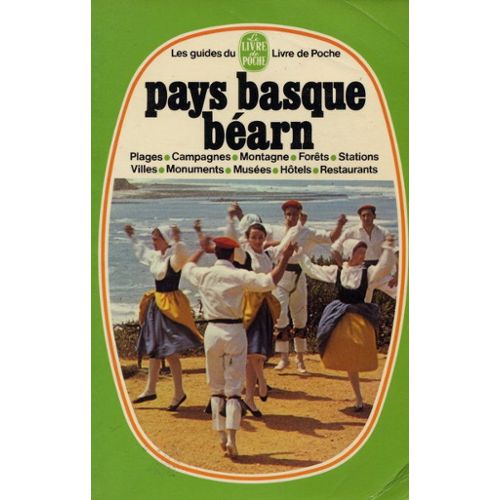 Les guides du Le LIVRE de POCHE Livre de Poche
pays basque
béarn
Plages • Campagnes • Montagne • Forêts • Stations
Villes • Monuments • Musées • Hôtels • Restaurants